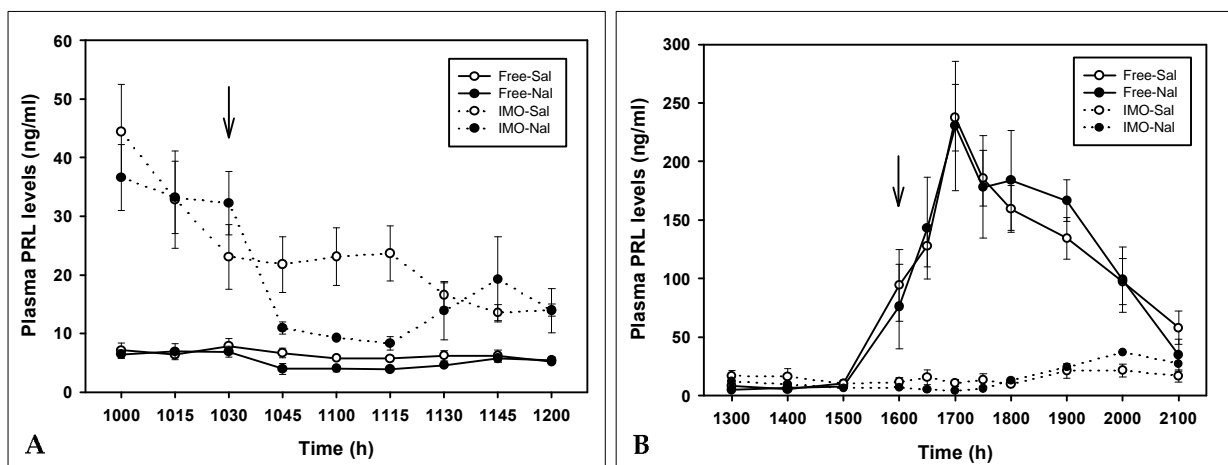 60
50
40
30
20
10
0
Plasma PRL levels (ng/ml)
Free-Sal
Free-Nal
IMO-Sal
IMO-Nal
1000 1015 1030 1045 1100 1115 1130 1145 1200
Time (h)
A
300
250
200
150
100
50
0
Plasma PRL levels (ng/ml)
Free-Sal
Free-Nal
IMO-Sal
IMO-Nal
1300 1400 1500 1600 1700 1800 1900 2000 2100
Time (h)
B